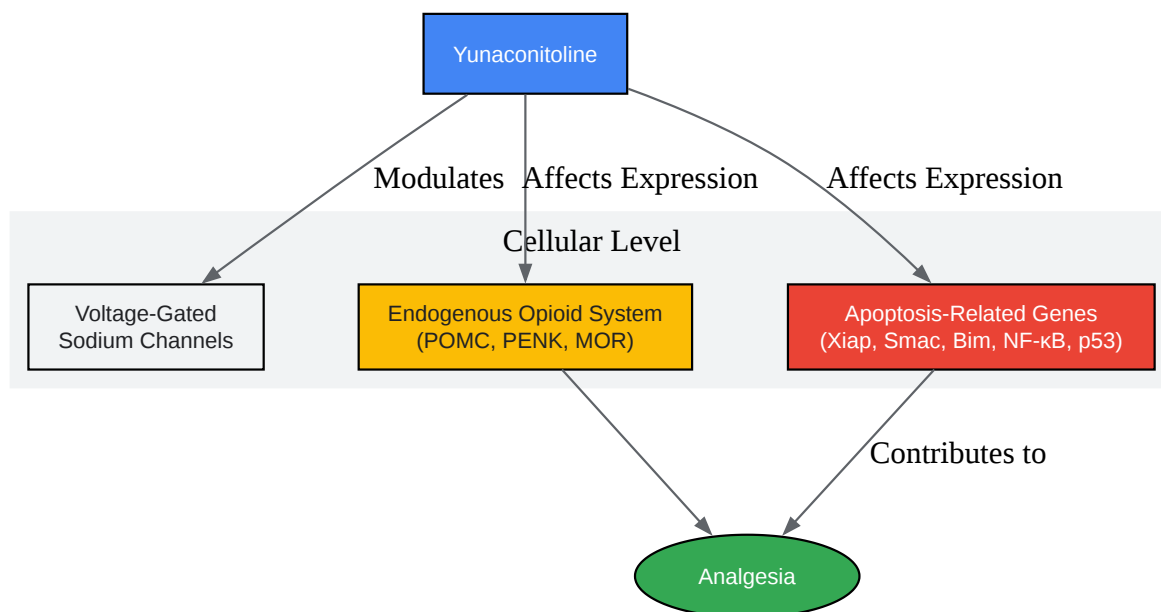 Yunaconitoline
Modulates
Affects Expression
Affects Expression
Cellular Level
Voltage-Gated
Sodium Channels
Endogenous Opioid System
(POMC, PENK, MOR)
Apoptosis-Related Genes
(Xiap, Smac, Bim, NF-κB, p53)
Contributes to
Analgesia